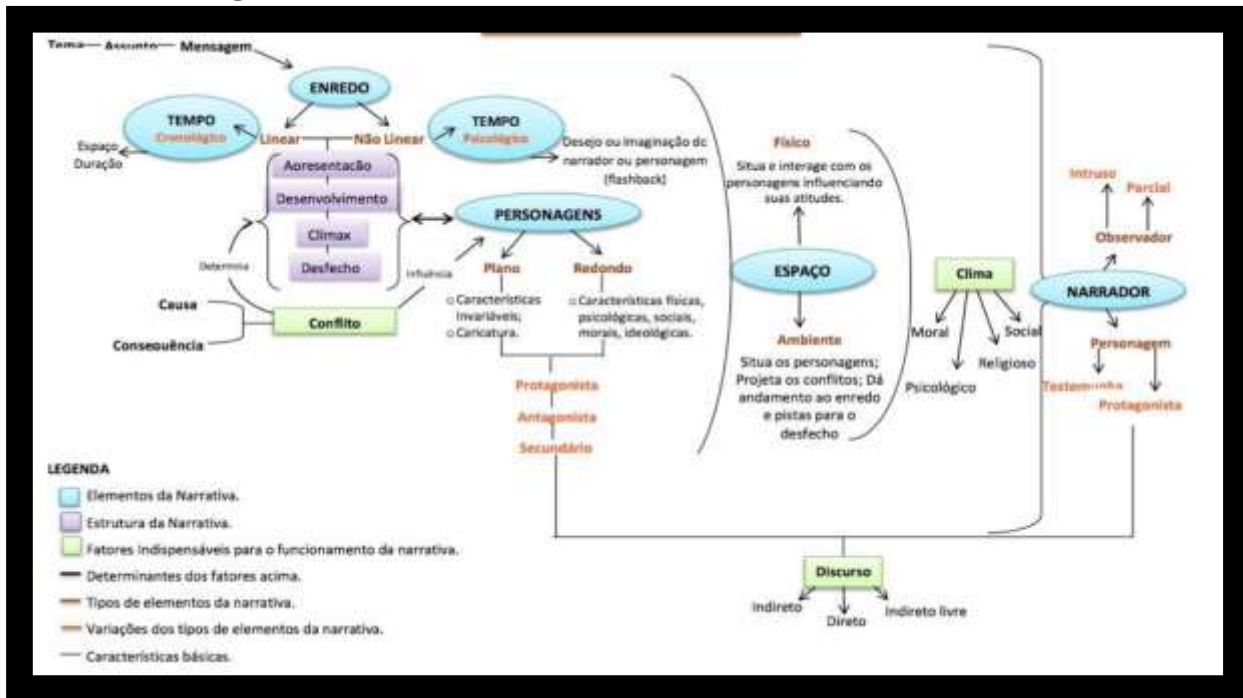 Tema — Assunto — Mensagem
ENREDO
TEMPO
Cronológico
Linear
Não Linear
TEMPO
Psicológico
Espaço
Duração
Desejo ou Imaginação do
narrador ou personagem
(flashback)
Apresentação
Desenvolvimento
Clímax
Desfecho
Determina
Influência
Causa
Consequência
Conflito
PERSONAGENS
Plano
Redondo
Características
Invariáveis;
Caricatura.
Características físicas,
psicológicas, sociais,
morais, ideológicas.
Protagonista
Antagonista
Secundário
Físico
Situa e interage com os
personagens influenciando
suas atitudes.
ESPAÇO
Ambiente
Situa os personagens;
Projeta os conflitos; Dá
andamento ao enredo
e pistas para o
desfecho
Clima
Moral
Psicológico
Religioso
Social
Intruso
Parcial
Observador
NARRADOR
Personagem
Testemunha
Protagonista
LEGENDA
Elementos da Narrativa.
Estrutura da Narrativa.
Fatores Indispensáveis para o funcionamento da narrativa.
Determinantes dos fatores acima.
Tipos de elementos da narrativa.
Variações dos tipos de elementos da narrativa.
Características básicas.
Discurso
Indireto
Direto
Indireto livre